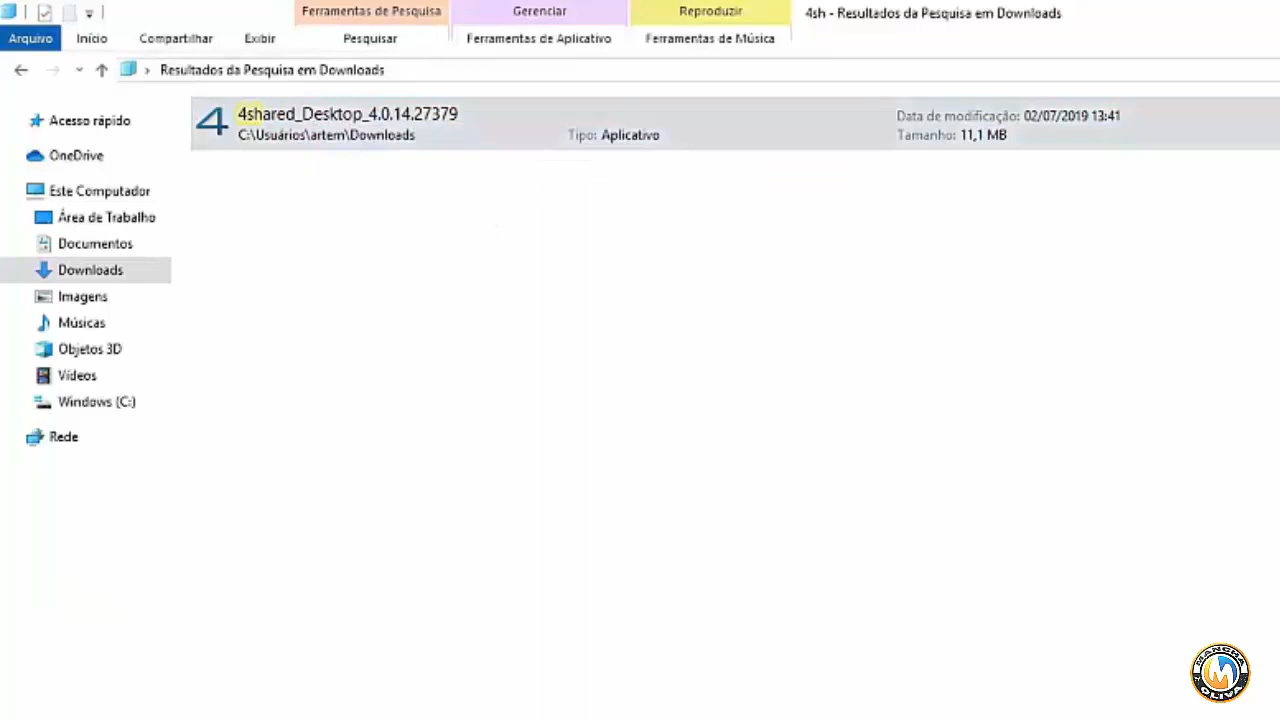 Ferramentas de Pesquisa
Gerenciar
Reproduzir
4sh - Resultados da Pesquisa em Downloads
Arquivo
Início
Compartilhar
Exibir
Pesquisar
Ferramentas de Aplicativo
Ferramentas de Música
Resultados da Pesquisa em Downloads
4shared_Desktop_4.0.14.27379
C:\Usuários\artem\Downloads
Tipo: Aplicativo
Data de modificação: 02/07/2019 13:41
Tamanho: 11,1 MB
Acesso rápido
OneDrive
Este Computador
Área de Trabalho
Documentos
Downloads
Imagens
Músicas
Objetos 3D
Vídeos
Windows (C:)
Rede
MANCHA
OLIVA